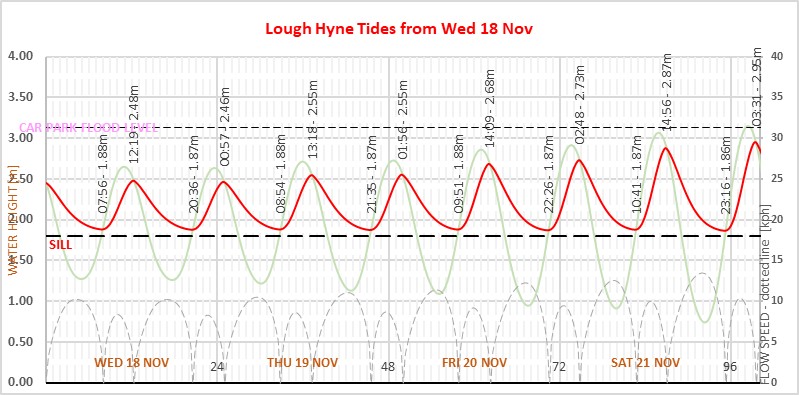 Lough Hyne Tides from Wed 18 Nov
4.00
3.50
3.00
2.50
2.00
1.50
1.00
0.50
0.00
WATER HEIGHT [m]
CAR PARK FLOOD LEVEL
SILL
07:56 - 1.88m
12:19 - 2.48m
20:36 - 1.87m
00:57 - 2.46m
08:54 - 1.88m
13:18 - 2.55m
21:35 - 1.87m
01:56 - 2.55m
09:51 - 1.88m
14:09 - 2.68m
22:26 - 1.87m
02:48 - 2.73m
10:41 - 1.87m
14:56 - 2.87m
23:16 - 1.86m
03:31 - 2.95m
WED 18 NOV
24
THU 19 NOV
48
FRI 20 NOV
72
SAT 21 NOV
96
40
35
30
25
20
15
10
5
0
FLOW SPEED - dotted line [kph]